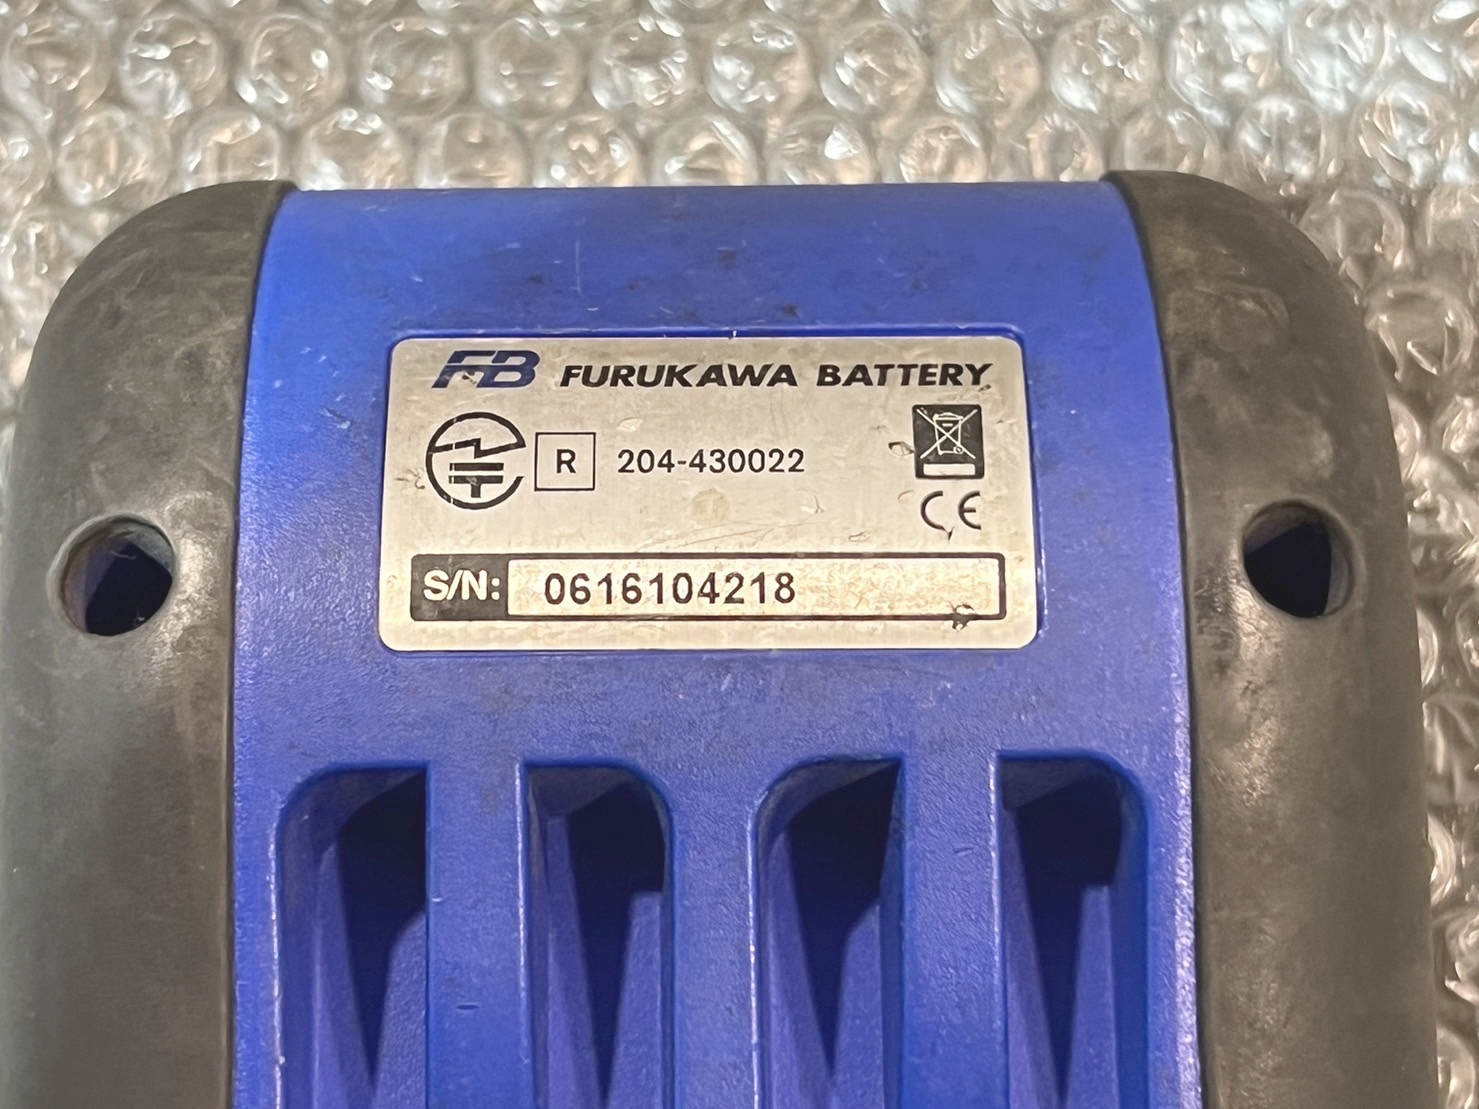 FB FURUKAWA BATTERY
R 204-430022
CE
S/N: 0616104218